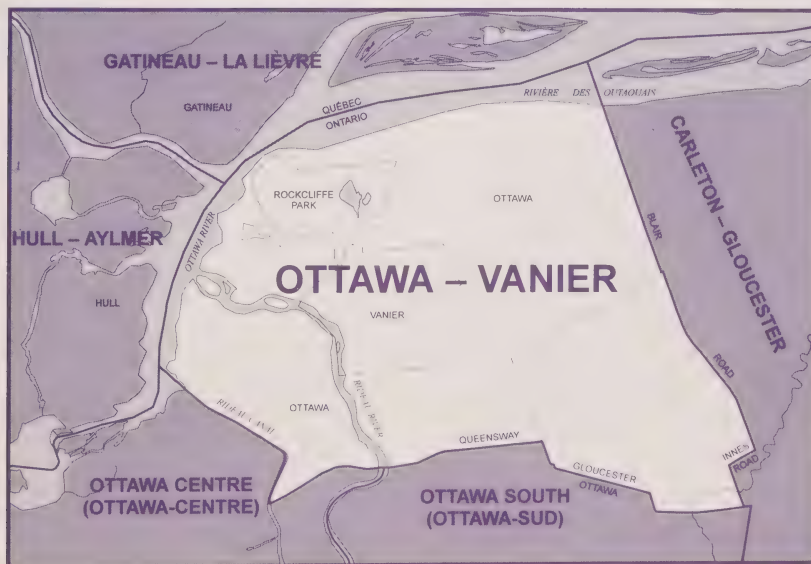 GATINEAU – LA LIÈVRE
GATINEAU
QUÉBEC
ONTARIO
RIVIÈRE DES OUTAOUAIS
CARLETON – GLOUCESTER
ROCKCLIFFE
PARK
OTTAWA
BLAIR
ROAD
HULL – AYLMER
OTTAWA RIVER
HULL
OTTAWA – VANIER
VANIER
OTTAWA
RIDEAU CANAL
RIDEAU RIVER
QUEENSWAY
GLOUCESTER
OTTAWA
INNES
ROAD
OTTAWA CENTRE
(OTTAWA-CENTRE)
OTTAWA SOUTH
(OTTAWA-SUD)